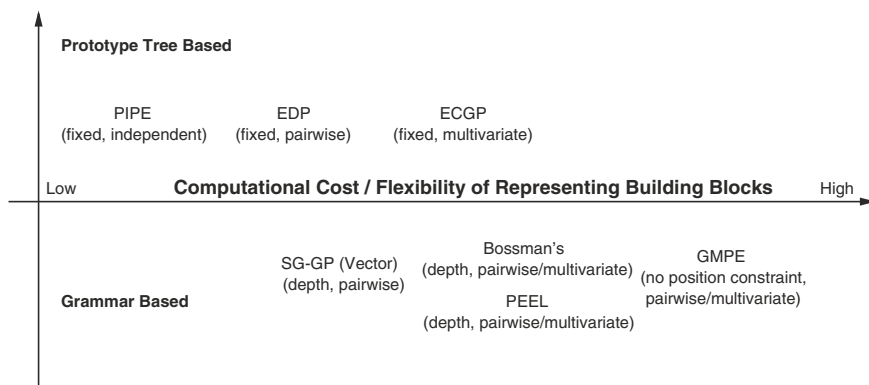 Prototype Tree Based
PIPE
(fixed, independent)
EDP
(fixed, pairwise)
ECGP
(fixed, multivariate)
Low
Computational Cost / Flexibility of Representing Building Blocks
High
SG-GP (Vector)
(depth, pairwise)
Bossman's
(depth, pairwise/multivariate)
PEEL
(depth, pairwise/multivariate)
GMPE
(no position constraint,
pairwise/multivariate)
Grammar Based